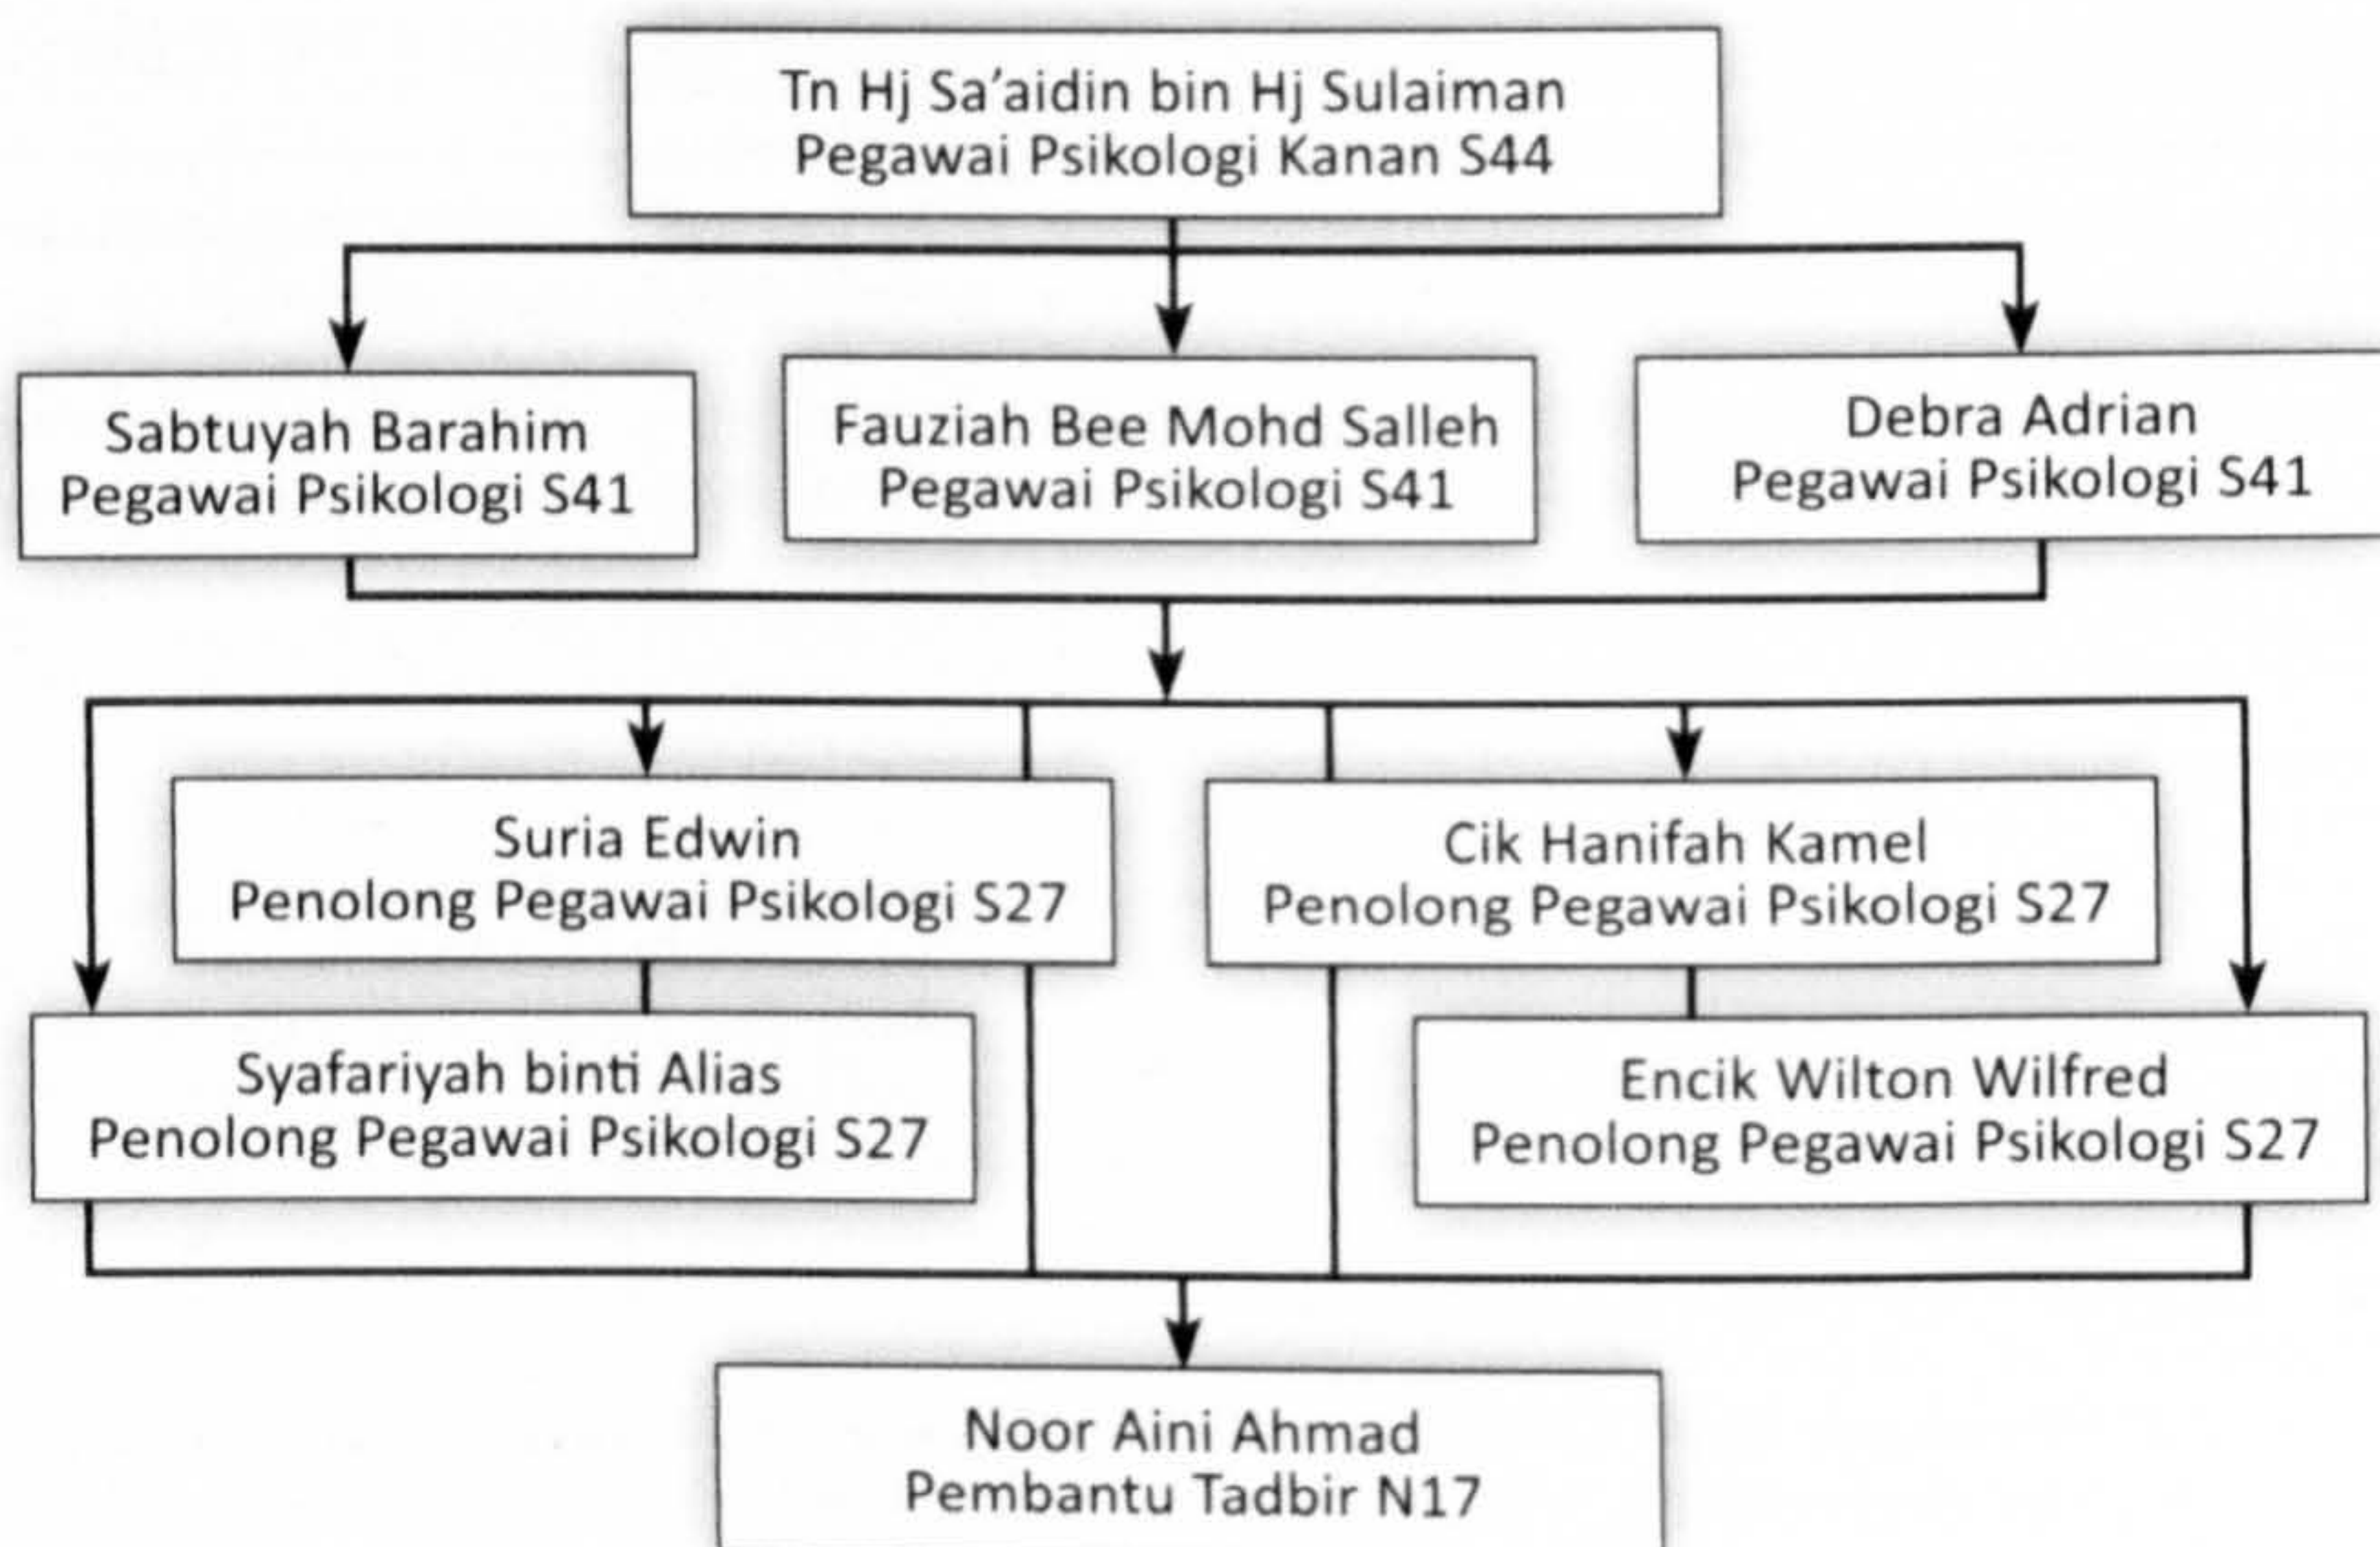 Tn Hj Sa'aidin bin Hj Sulaiman
Pegawai Psikologi Kanan S44
Sabtuyah Barahim
Pegawai Psikologi S41
Fauziah Bee Mohd Salleh
Pegawai Psikologi S41
Debra Adrian
Pegawai Psikologi S41
Suria Edwin
Penolong Pegawai Psikologi S27
Cik Hanifah Kamel
Penolong Pegawai Psikologi S27
Syafariyah binti Alias
Penolong Pegawai Psikologi S27
Encik Wilton Wilfred
Penolong Pegawai Psikologi S27
Noor Aini Ahmad
Pembantu Tadbir N17